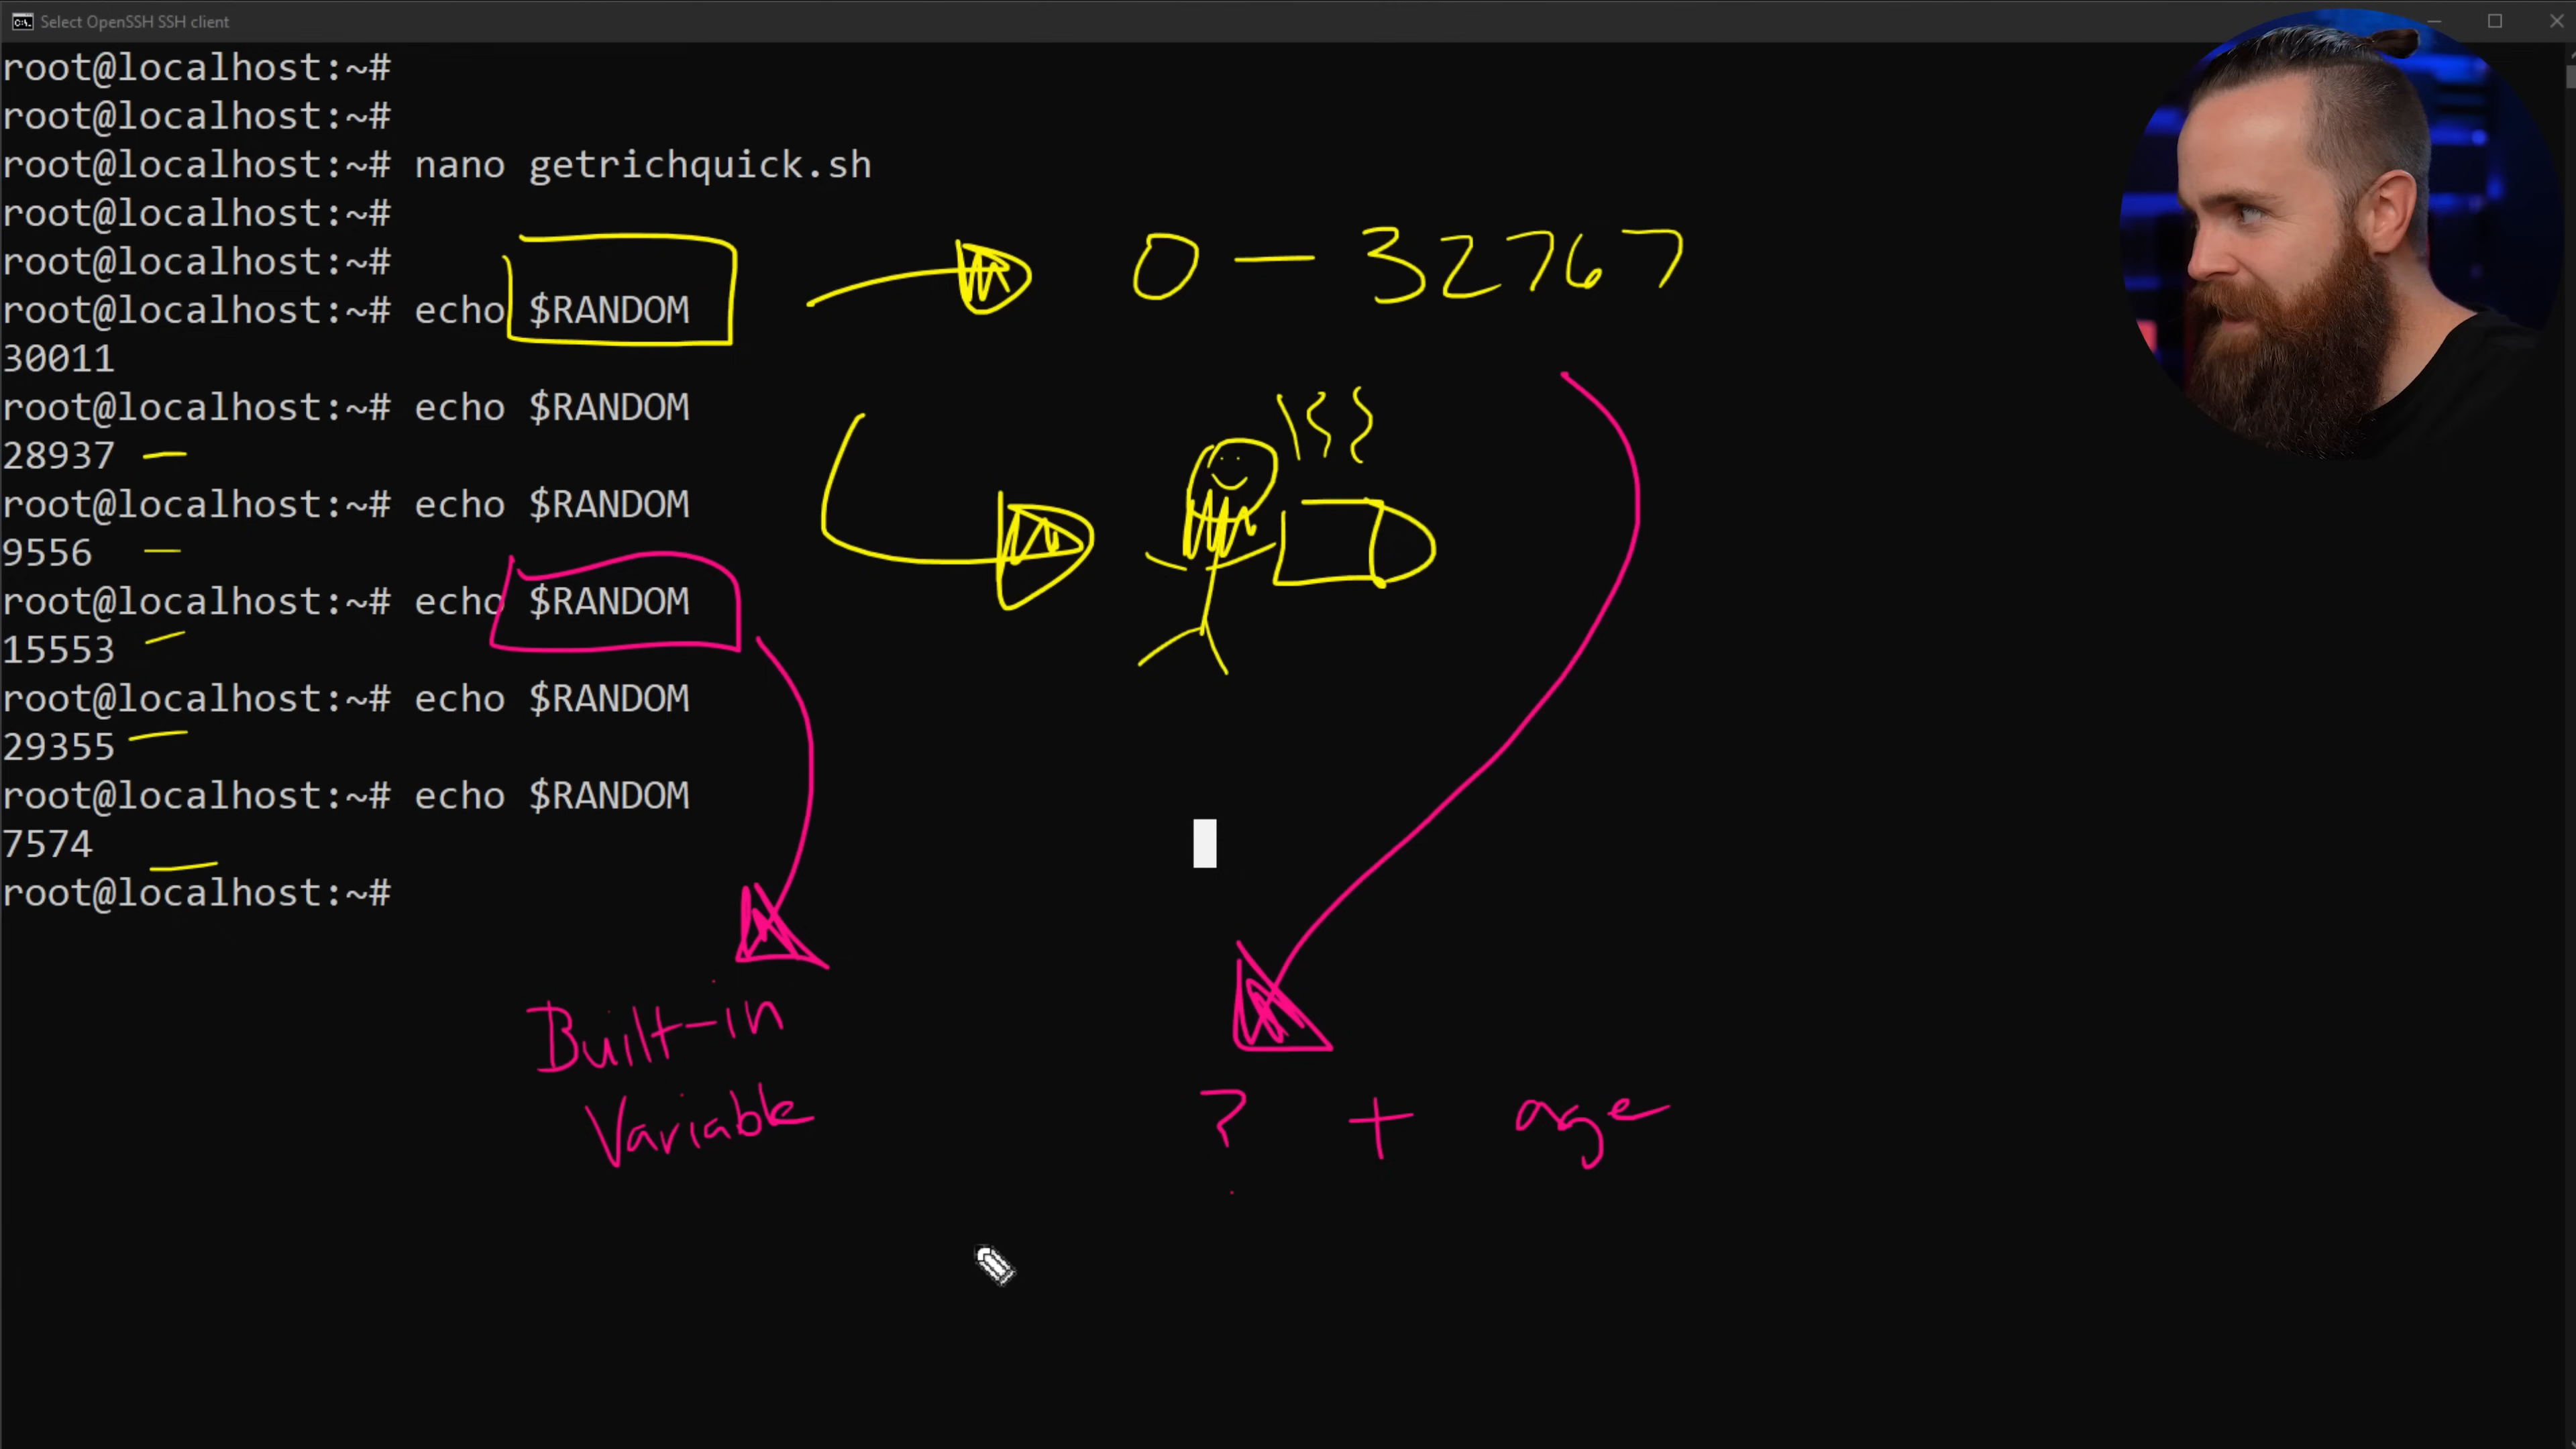 Select OpenSSH SSH client
root@localhost:~#
root@localhost:~#
root@localhost:~# nano getrichquick.sh
root@localhost:~#
root@localhost:~#
0 — 32767
root@localhost:~# echo $RANDOM
30011
root@localhost:~# echo $RANDOM
28937
root@localhost:~# echo $RANDOM
9556
root@localhost:~# echo $RANDOM
15553
root@localhost:~# echo $RANDOM
29355
root@localhost:~# echo $RANDOM
7574
root@localhost:~#
Built-in
Variable
? + age